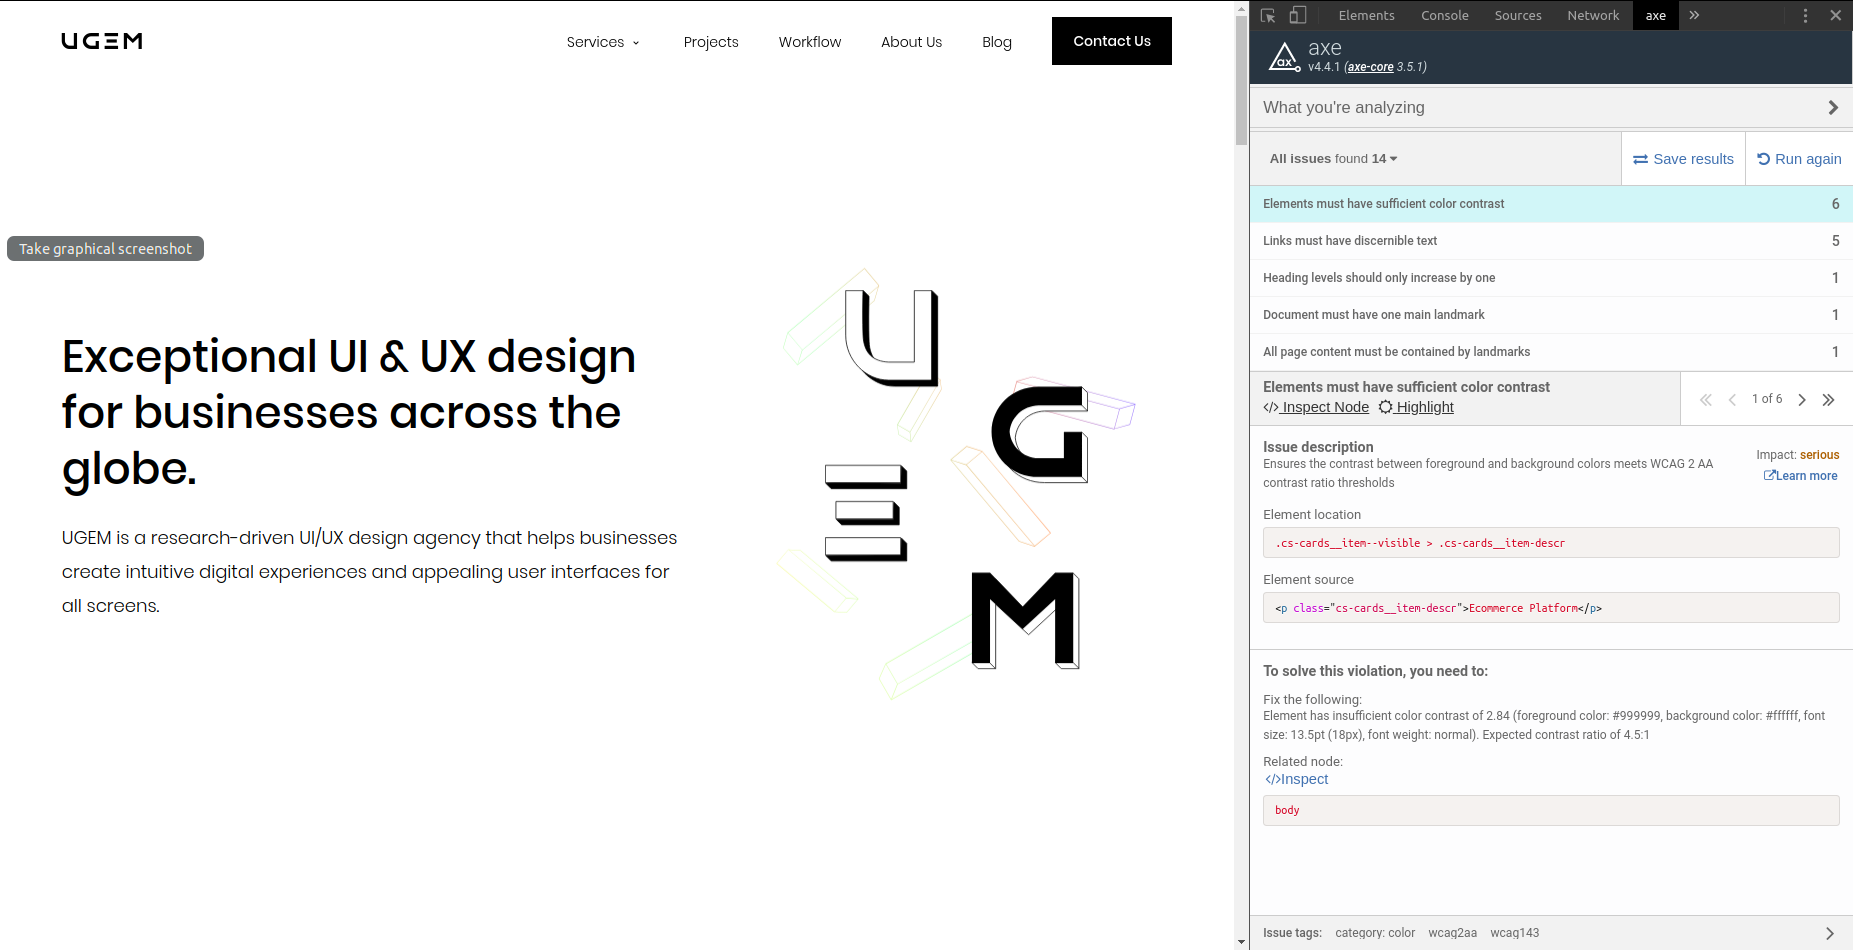 UGEM
Services
Projects
Workflow
About Us
Blog
Contact Us
Take graphical screenshot
Exceptional UI & UX design
for businesses across the
globe.
UGEM is a research-driven UI/UX design agency that helps businesses
create intuitive digital experiences and appealing user interfaces for
all screens.
U
G
E
M
Elements
Console
Sources
Network
axe
»
ax
axe
v4.4.1 (axe-core 3.5.1)
What you're analyzing
All issues found 14
Save results
Run again
Elements must have sufficient color contrast 6
Links must have discernible text 5
Heading levels should only increase by one 1
Document must have one main landmark 1
All page content must be contained by landmarks 1
Elements must have sufficient color contrast
</> Inspect Node Highlight
1 of 6
Issue description
Ensures the contrast between foreground and background colors meets WCAG 2 AA
contrast ratio thresholds
Impact: serious
Learn more
Element location
.cs-cards__item--visible > .cs-cards__item-descr
Element source
<p class="cs-cards__item-descr">Ecommerce Platform</p>
To solve this violation, you need to:
Fix the following:
Element has insufficient color contrast of 2.84 (foreground color: #999999, background color: #ffffff, font
size: 13.5pt (18px), font weight: normal). Expected contrast ratio of 4.5:1
Related node:
</>Inspect
body
Issue tags: category: color wcag2aa wcag143